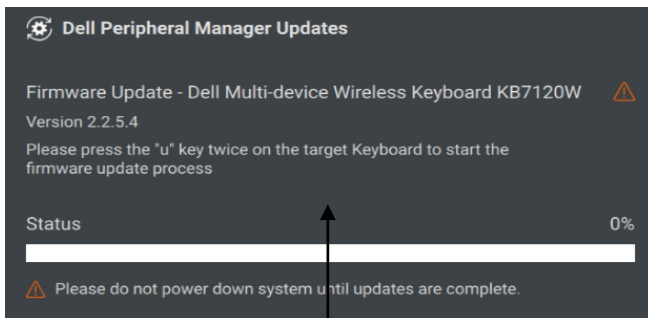 Dell Peripheral Manager Updates
Firmware Update - Dell Multi-device Wireless Keyboard KB7120W
Version 2.2.5.4
Please press the "u" key twice on the target Keyboard to start the
firmware update process
Status 0%
Please do not power down system until updates are complete.